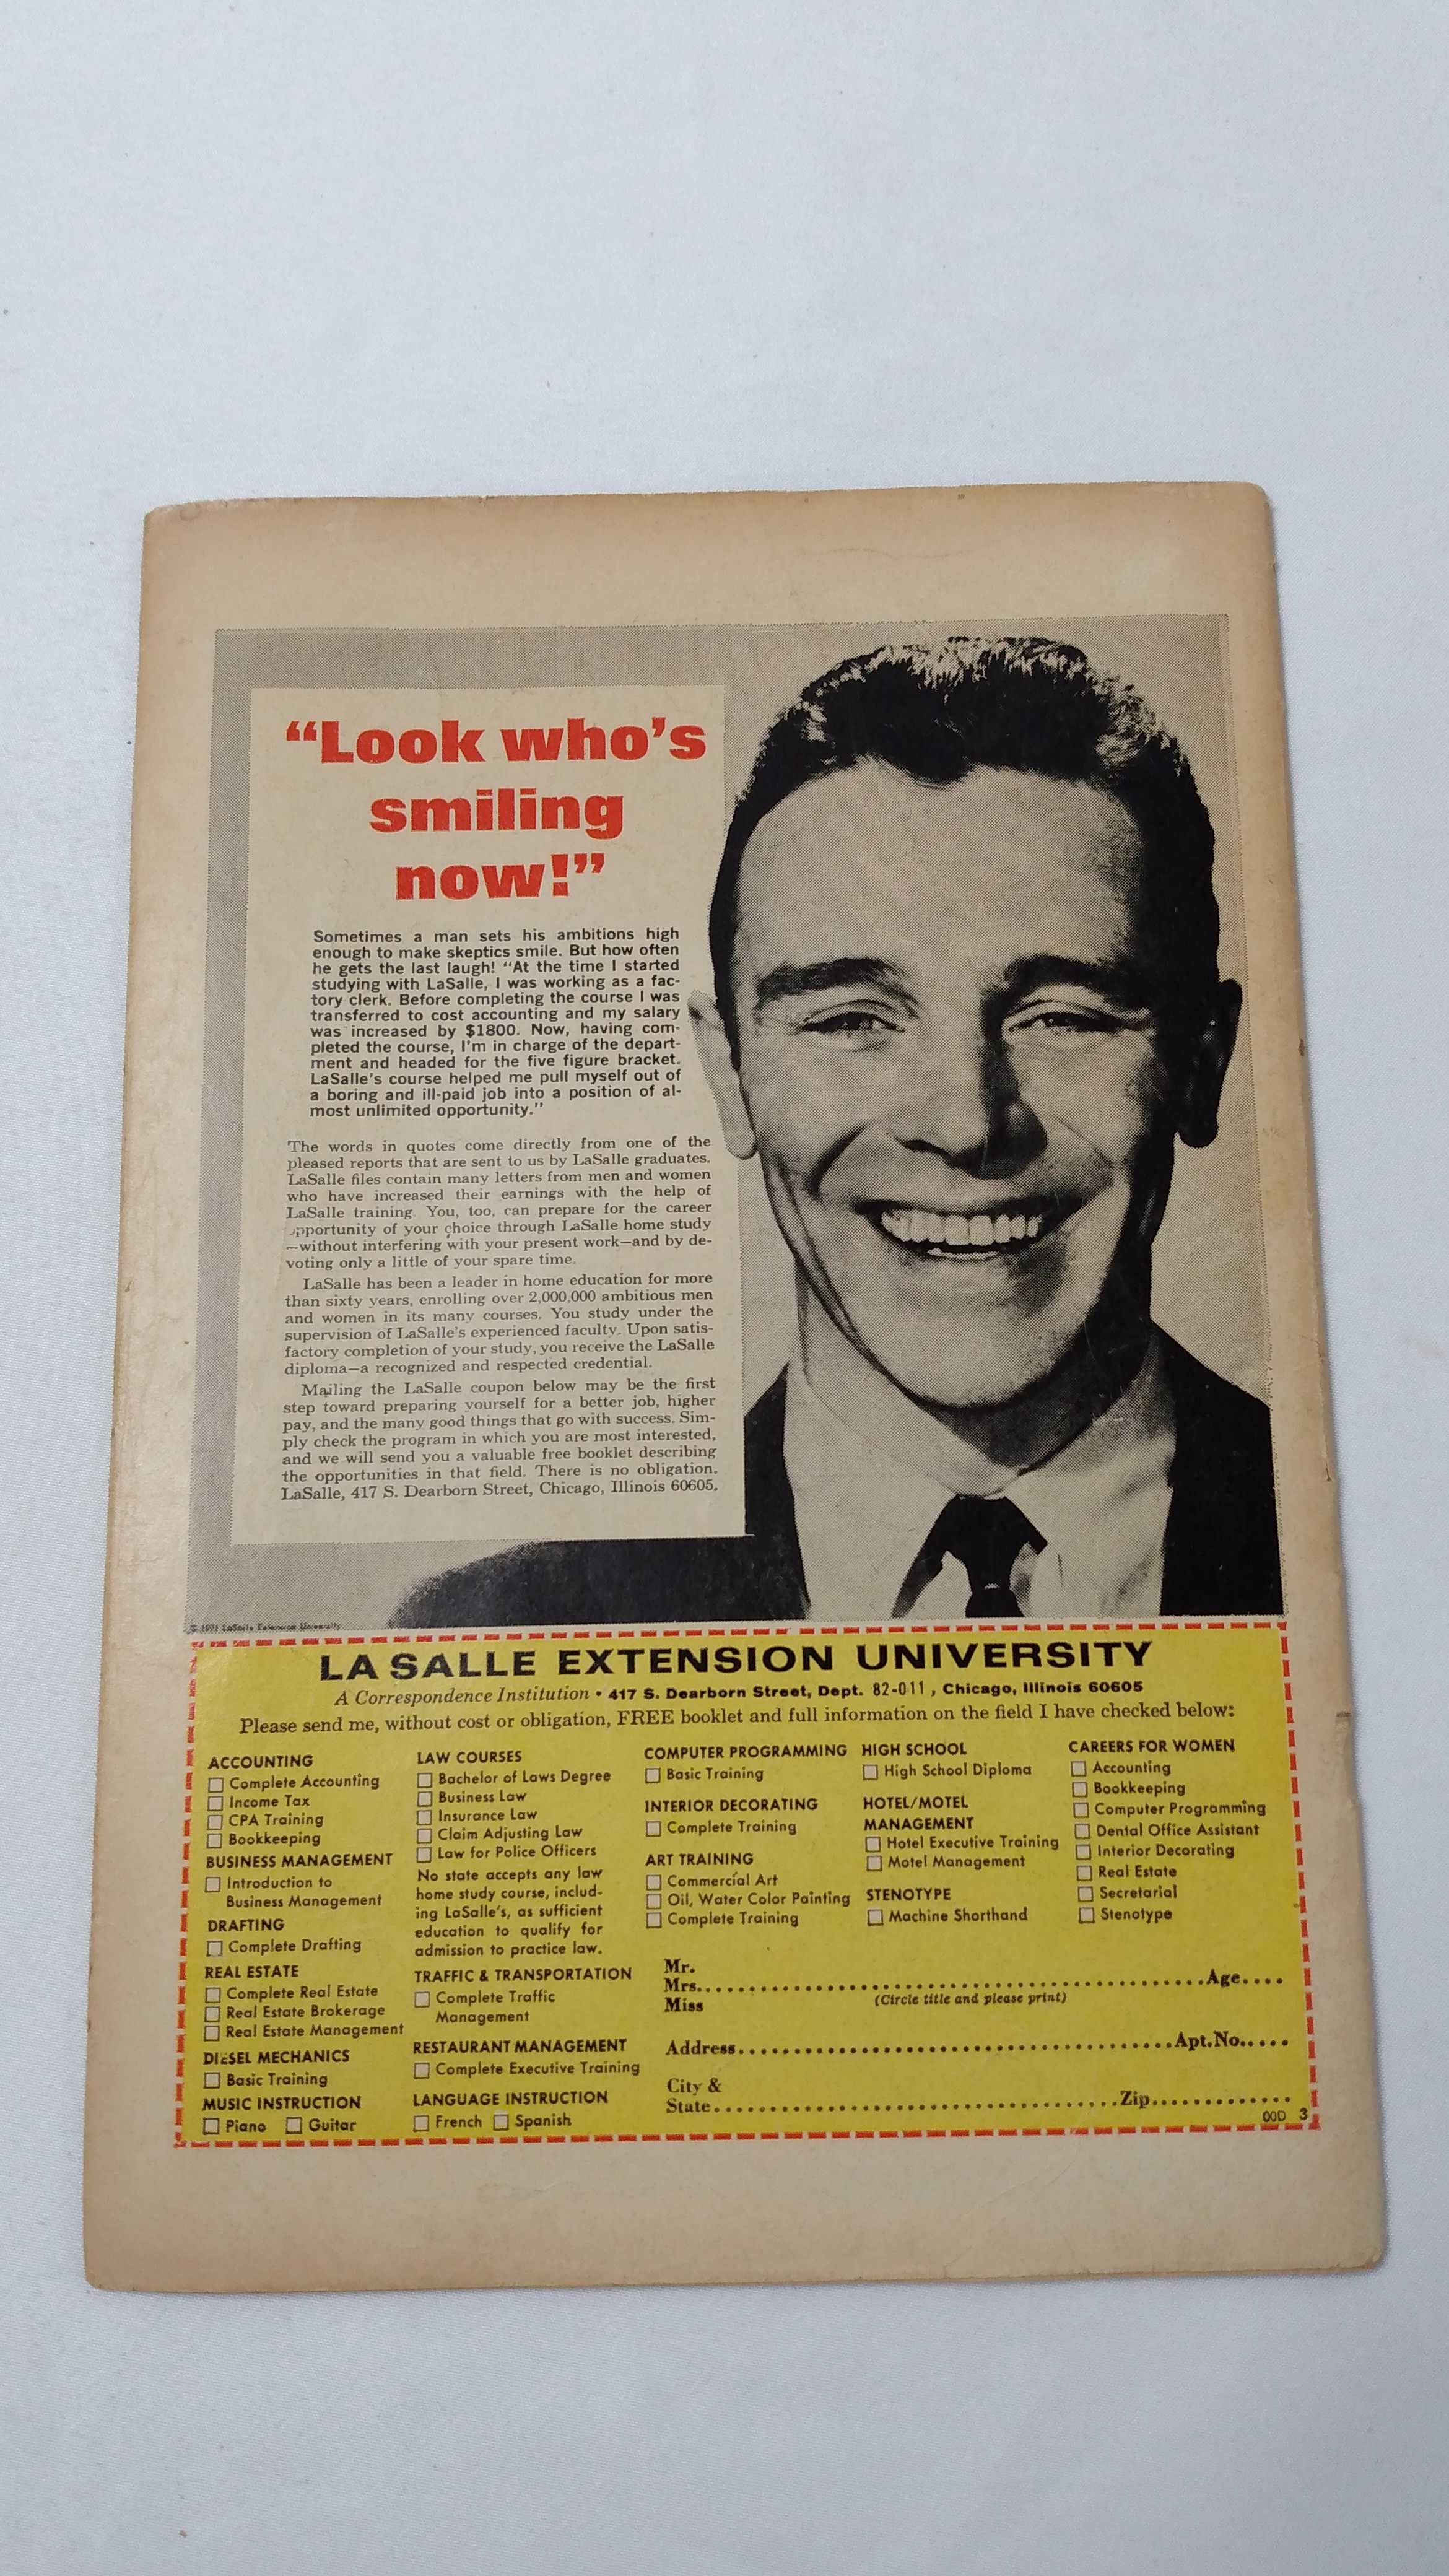 “Look who’s
smiling
now!”
Sometimes a man sets his ambitions high
enough to make skeptics smile. But how often
he gets the last laugh! “At the time I started
studying with LaSalle, I was working as a fac-
tory clerk. Before completing the course I was
transferred to cost accounting and my salary
was increased by $1800. Now, having com-
pleted the course, I’m in charge of the depart-
ment and headed for the five figure bracket.
LaSalle’s course helped me pull myself out of
a boring and ill-paid job into a position of al-
most unlimited opportunity.”
The words in quotes come directly from one of the
pleased reports that are sent to us by LaSalle graduates.
LaSalle files contain many letters from men and women
who have increased their earnings with the help of
LaSalle training. You, too, can prepare for the career
opportunity of your choice through LaSalle home study
—without interfering with your present work—and by de-
voting only a little of your spare time.
LaSalle has been a leader in home education for more
than sixty years, enrolling over 2,000,000 ambitious men
and women in its many courses. You study under the
supervision of LaSalle’s experienced faculty. Upon satis-
factory completion of your study, you receive the LaSalle
diploma—a recognized and respected credential.
Mailing the LaSalle coupon below may be the first
step toward preparing yourself for a better job, higher
pay, and the many good things that go with success. Sim-
ply check the program in which you are most interested,
and we will send you a valuable free booklet describing
the opportunities in that field. There is no obligation.
LaSalle, 417 S. Dearborn Street, Chicago, Illinois 60605.
© 1971 LaSalle Extension University
LA SALLE EXTENSION UNIVERSITY
A Correspondence Institution • 417 S. Dearborn Street, Dept. 82-011, Chicago, Illinois 60605
Please send me, without cost or obligation, FREE booklet and full information on the field I have checked below:
ACCOUNTING
Complete Accounting
Income Tax
CPA Training
Bookkeeping
BUSINESS MANAGEMENT
Introduction to
Business Management
DRAFTING
Complete Drafting
REAL ESTATE
Complete Real Estate
Real Estate Brokerage
Real Estate Management
DIESEL MECHANICS
Basic Training
MUSIC INSTRUCTION
Piano Guitar
LAW COURSES
Bachelor of Laws Degree
Business Law
Insurance Law
Claim Adjusting Law
Law for Police Officers
No state accepts any law
home study course, includ-
ing LaSalle’s, as sufficient
education to qualify for
admission to practice law.
TRAFFIC & TRANSPORTATION
Complete Traffic
Management
RESTAURANT MANAGEMENT
Complete Executive Training
LANGUAGE INSTRUCTION
French Spanish
COMPUTER PROGRAMMING
Basic Training
INTERIOR DECORATING
Complete Training
ART TRAINING
Commercial Art
Oil, Water Color Painting
Complete Training
HIGH SCHOOL
High School Diploma
HOTEL/MOTEL
MANAGEMENT
Hotel Executive Training
Motel Management
STENOTYPE
Machine Shorthand
CAREERS FOR WOMEN
Accounting
Bookkeeping
Computer Programming
Dental Office Assistant
Interior Decorating
Real Estate
Secretarial
Stenotype
Mr.
Mrs. Age
Miss (Circle title and please print)
Address Apt.No.
City &
State Zip
OOD 3